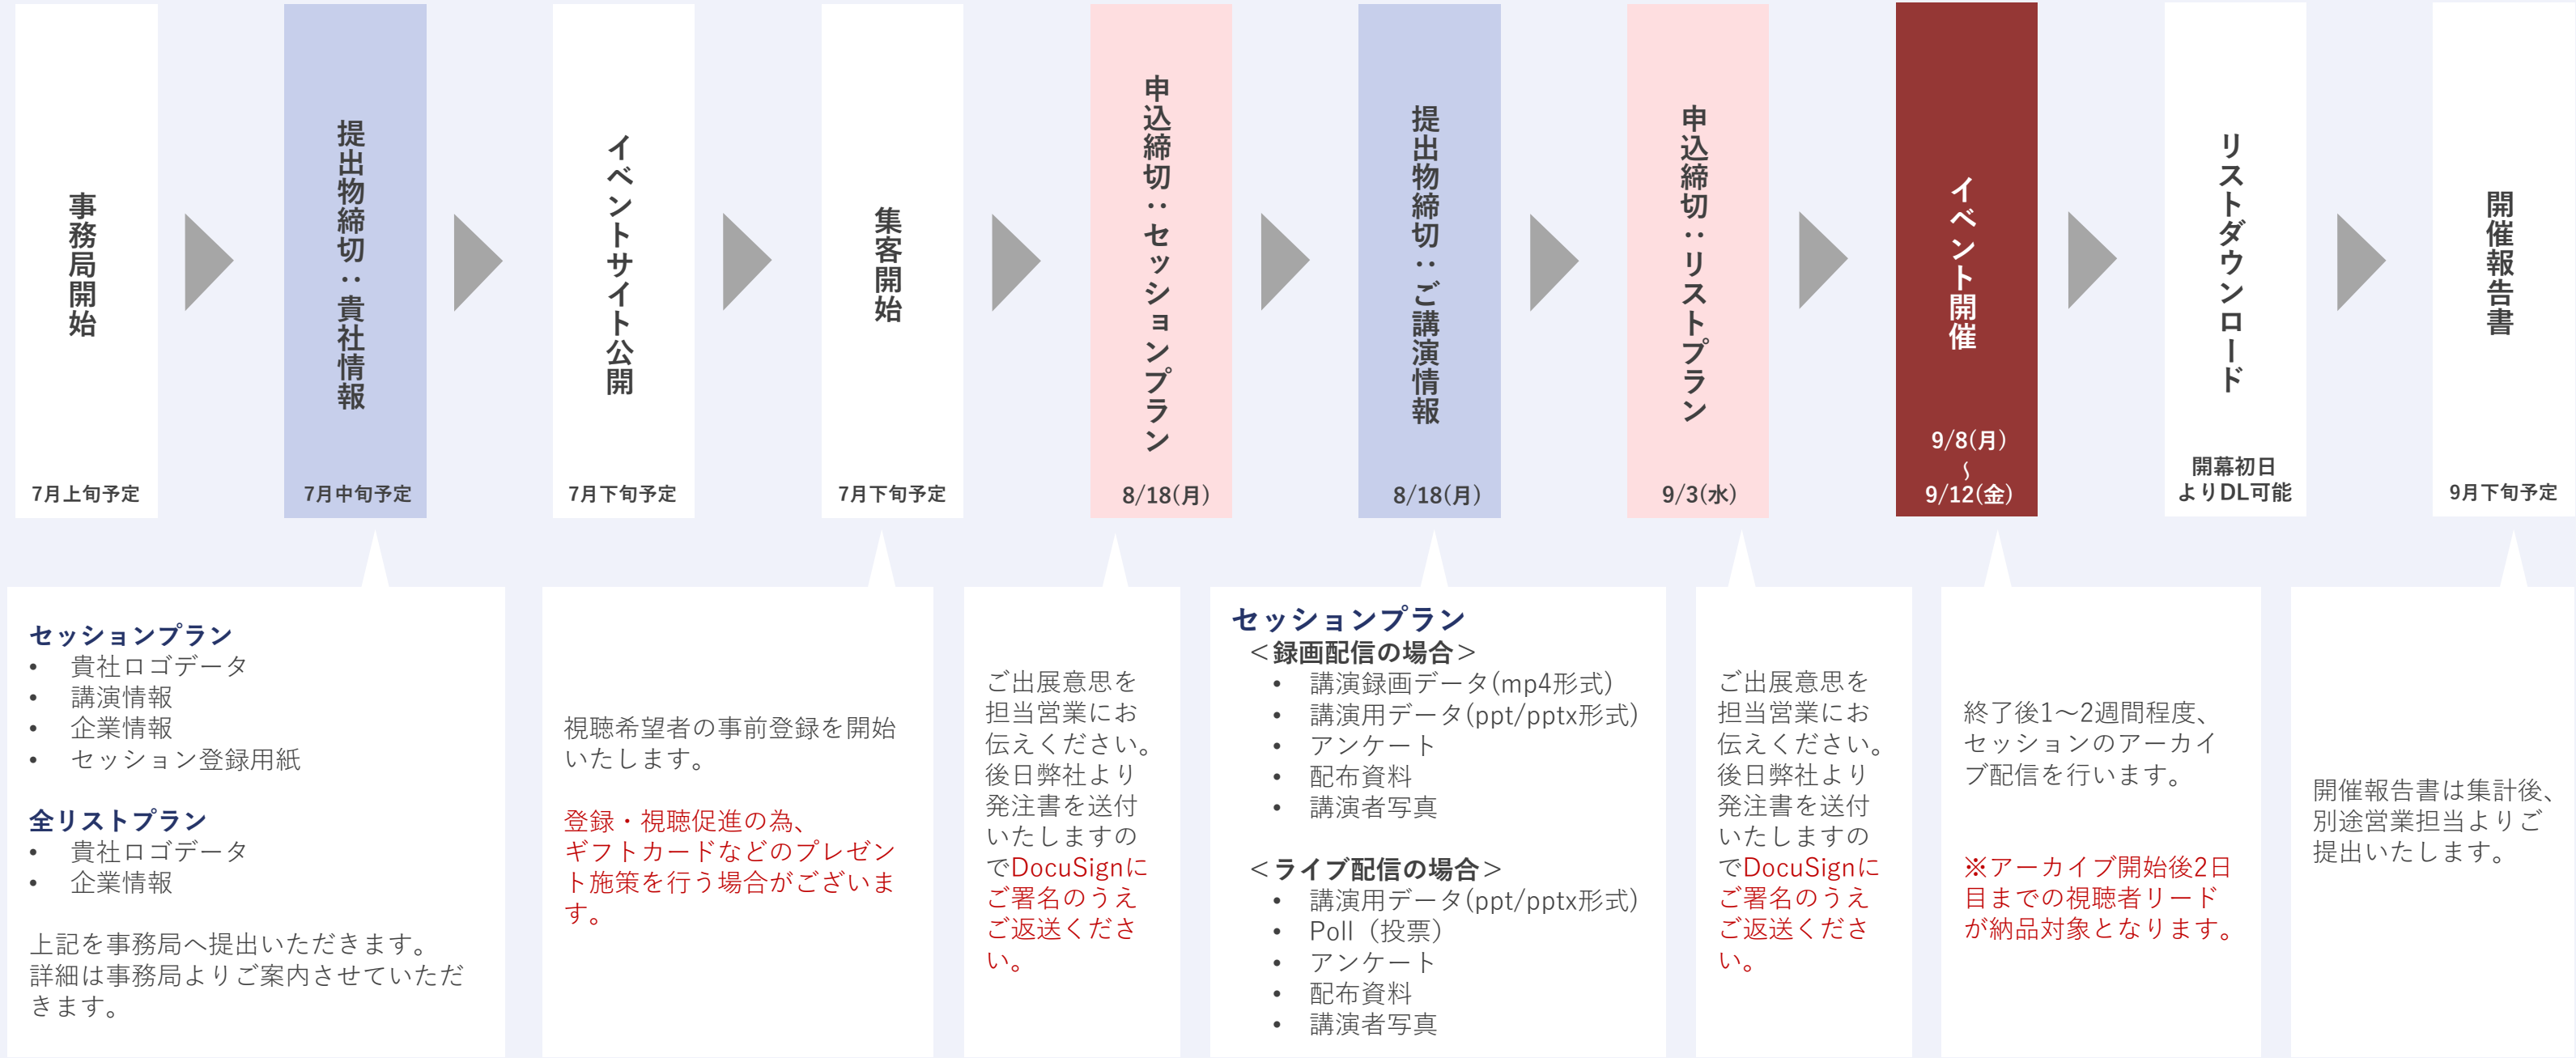 事務局開始
7月上旬予定
提出物締切：貴社情報
7月中旬予定
イベントサイト公開
7月下旬予定
集客開始
7月下旬予定
申込締切：セッションプラン
8/18(月)
提出物締切：ご講演情報
8/18(月)
申込締切：リストプラン
9/3(水)
イベント開催
9/8(月)
～
9/12(金)
リストダウンロード
開幕初日
よりDL可能
開催報告書
9月下旬予定
セッションプラン
• 貴社ロゴデータ
• 講演情報
• 企業情報
• セッション登録用紙
全リストプラン
• 貴社ロゴデータ
• 企業情報
上記を事務局へ提出いただきます。
詳細は事務局よりご案内させていただ
きます。
視聴希望者の事前登録を開始
いたします。
登録・視聴促進の為、
ギフトカードなどのプレゼン
ト施策を行う場合がございま
す。
ご出展意思を
担当営業にお
伝えください。
後日弊社より
発注書を送付
いたしますの
でDocuSignに
ご署名のうえ
ご返送くださ
い。
セッションプラン
＜録画配信の場合＞
• 講演録画データ(mp4形式)
• 講演用データ(ppt/pptx形式)
• アンケート
• 配布資料
• 講演者写真
＜ライブ配信の場合＞
• 講演用データ(ppt/pptx形式)
• Poll（投票）
• アンケート
• 配布資料
• 講演者写真
ご出展意思を
担当営業にお
伝えください。
後日弊社より
発注書を送付
いたしますの
でDocuSignに
ご署名のうえ
ご返送くださ
い。
終了後1～2週間程度、
セッションのアーカイ
ブ配信を行います。
※アーカイブ開始後2日
目までの視聴者リード
が納品対象となります。
開催報告書は集計後、
別途営業担当よりご
提出いたします。